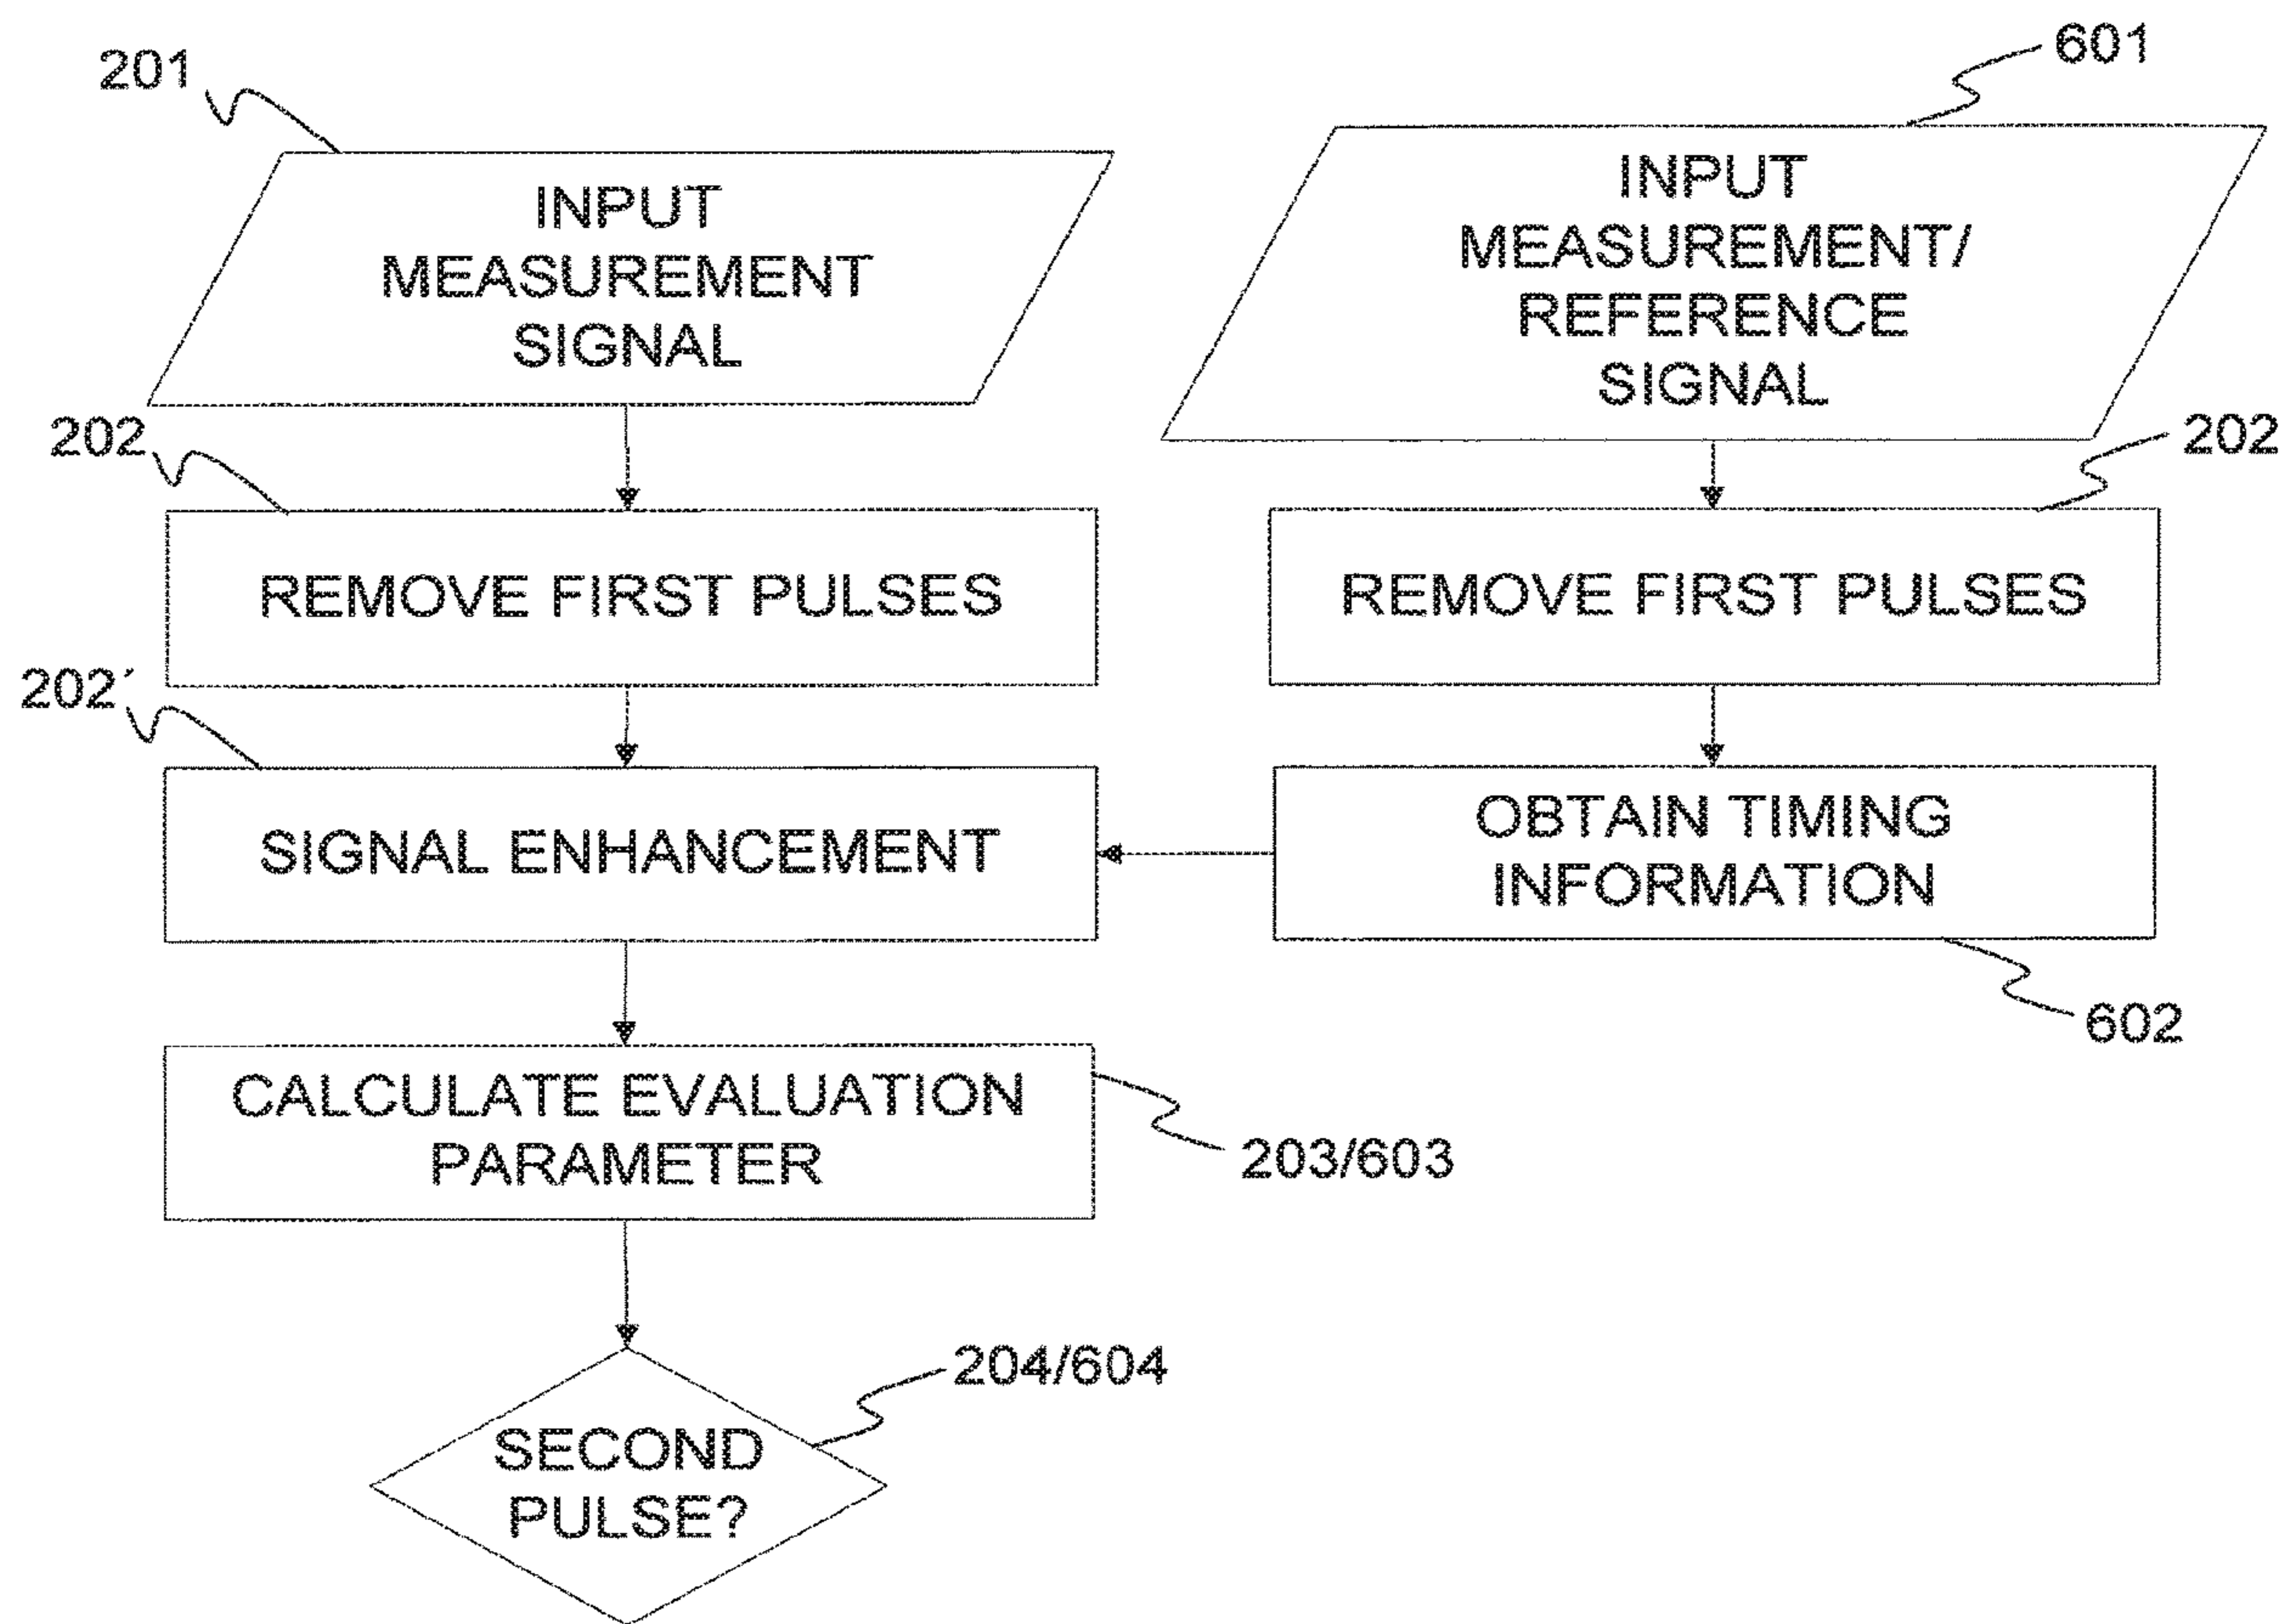 201
INPUT
MEASUREMENT
SIGNAL
601
INPUT
MEASUREMENT/
REFERENCE
SIGNAL
202
REMOVE FIRST PULSES
202
REMOVE FIRST PULSES
202´
SIGNAL ENHANCEMENT
OBTAIN TIMING
INFORMATION
602
CALCULATE EVALUATION
PARAMETER
203/603
SECOND
PULSE?
204/604